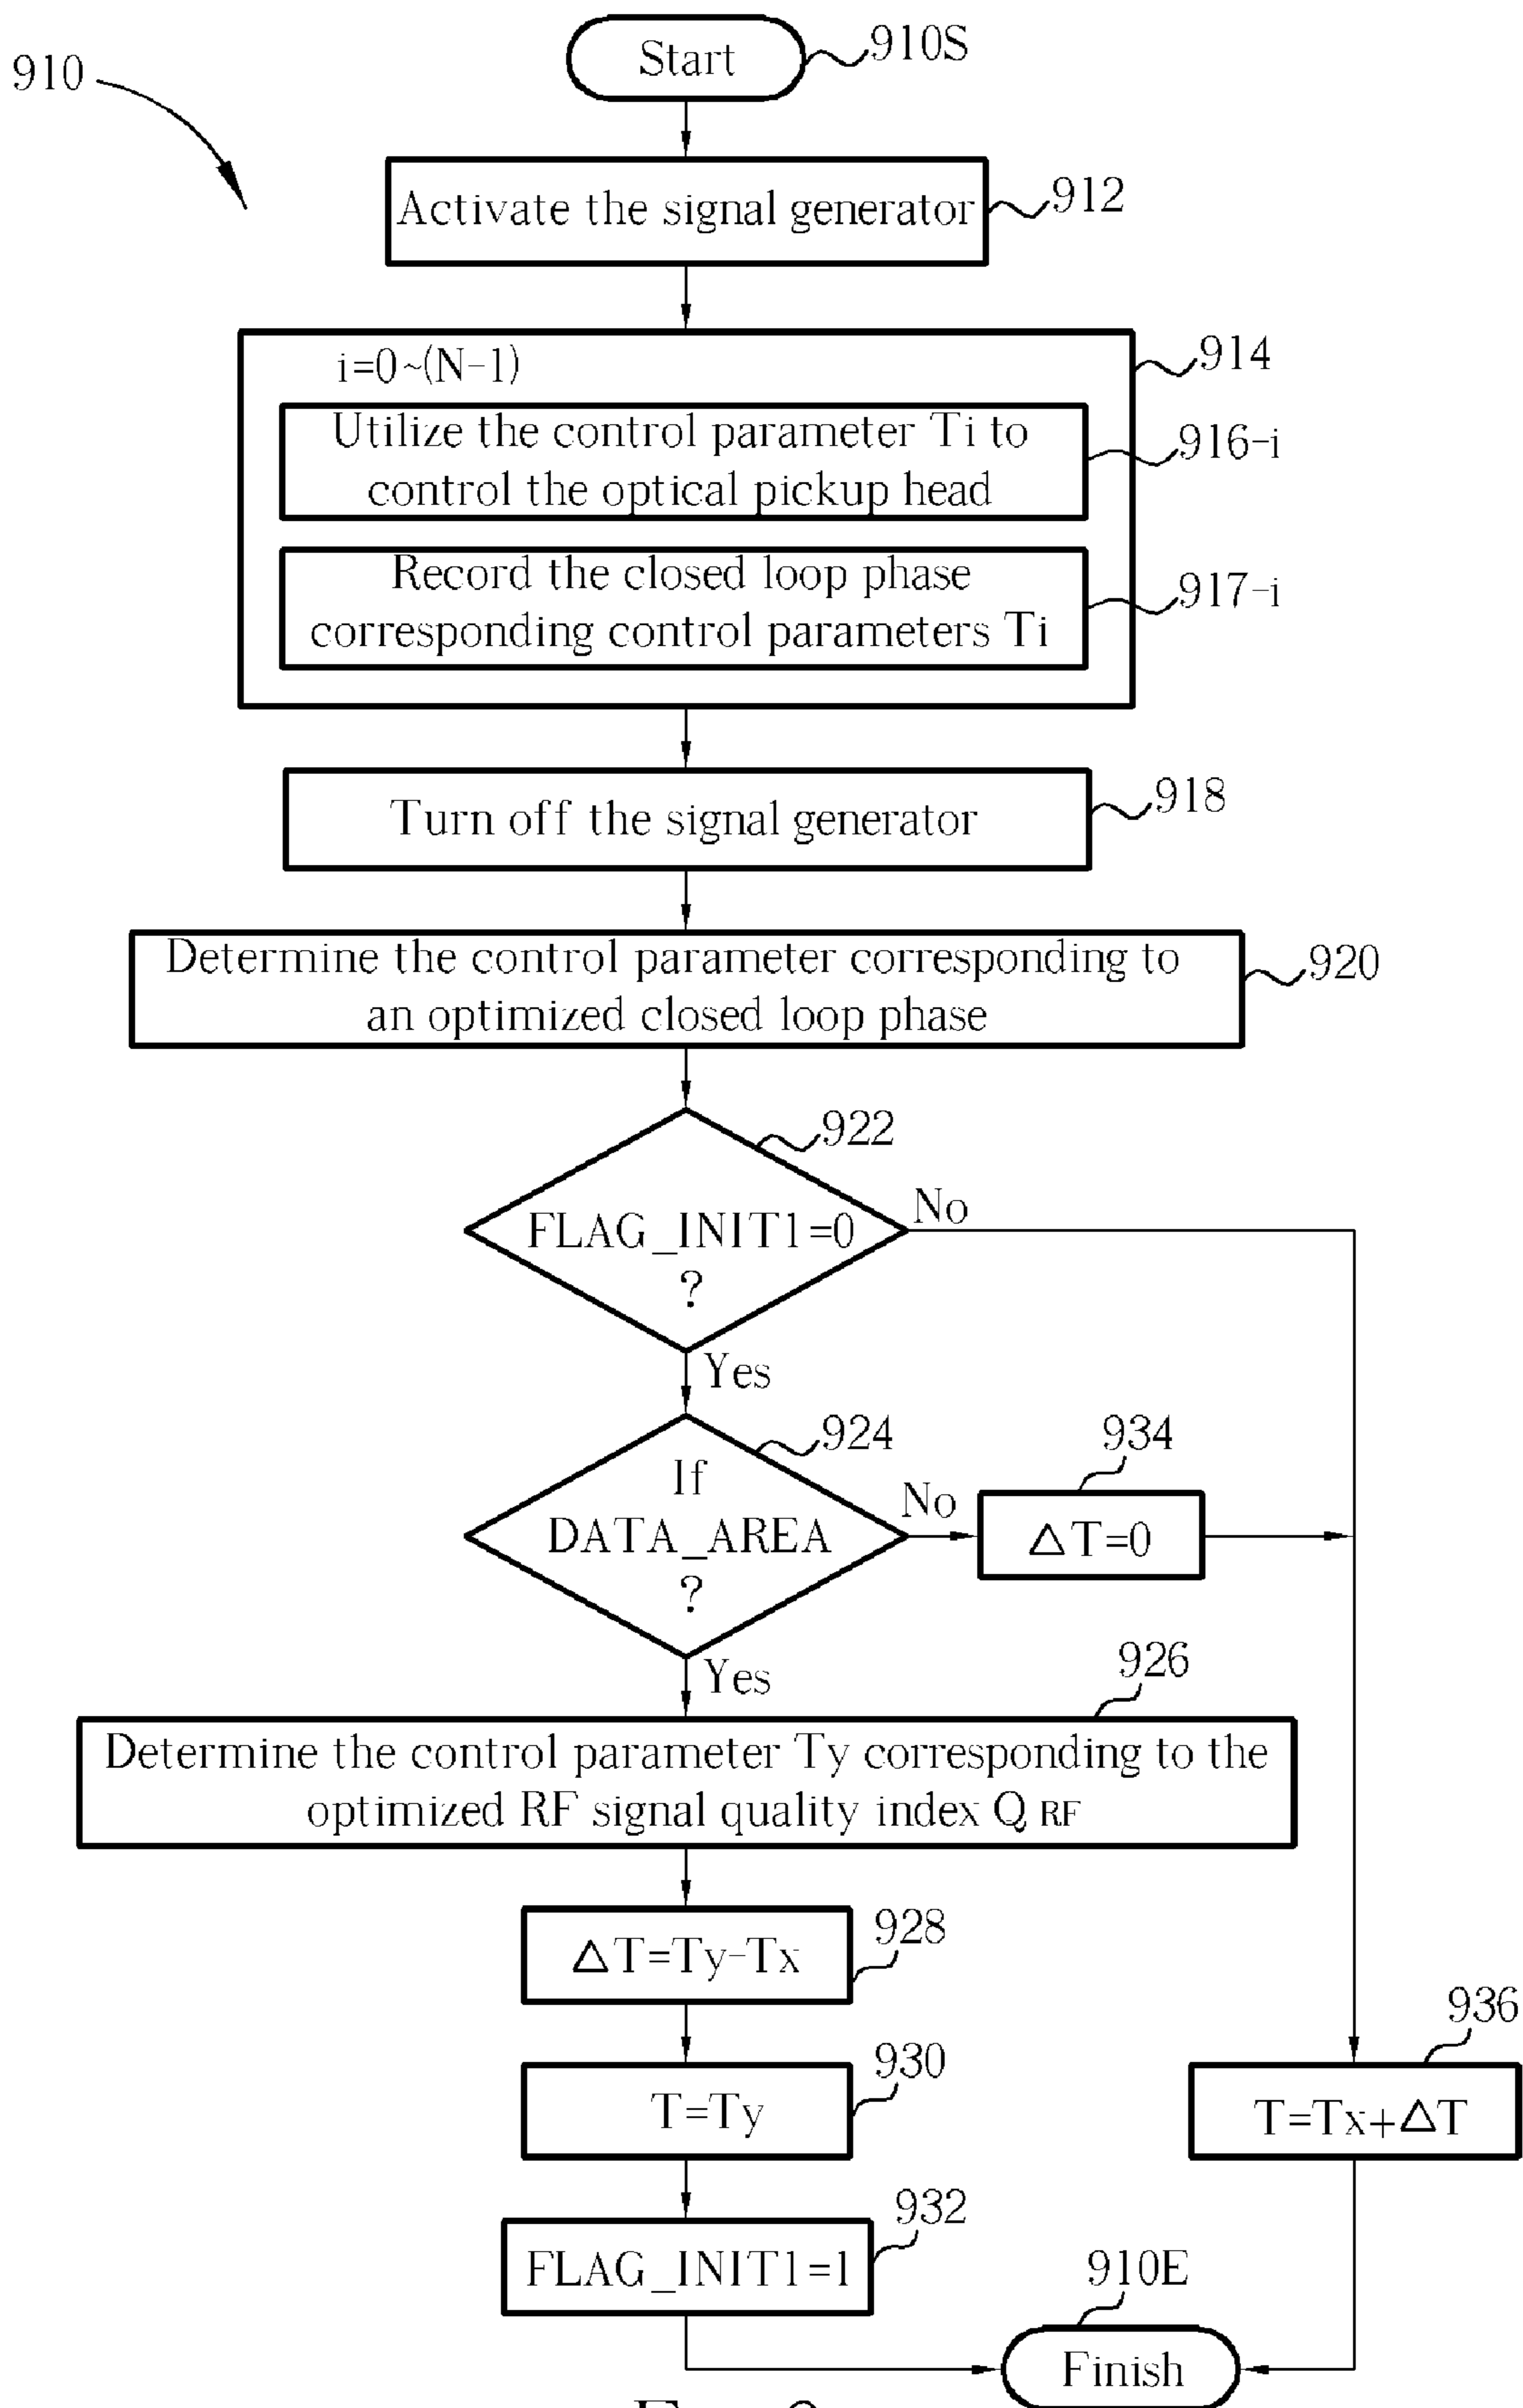 910
Start
910S
Activate the signal generator
912
i=0~(N-1)
914
Utilize the control parameter Ti to
control the optical pickup head
916-i
Record the closed loop phase
corresponding control parameters Ti
917-i
Turn off the signal generator
918
Determine the control parameter corresponding to
an optimized closed loop phase
920
922
FLAG_INIT1=0
?
No
Yes
924
If
DATA_AREA
?
No
934
ΔT=0
Yes
926
Determine the control parameter Ty corresponding to the
optimized RF signal quality index Q RF
ΔT=Ty-Tx
928
T=Ty
930
936
T=Tx+ΔT
FLAG_INIT1=1
932
910E
Finish